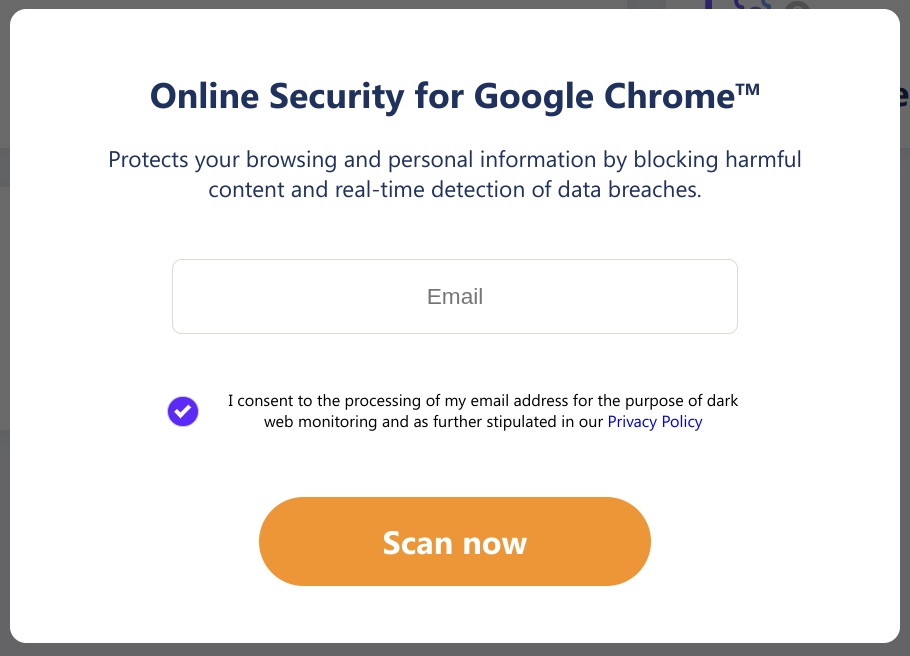 Online Security for Google Chrome™
Protects your browsing and personal information by blocking harmful
content and real-time detection of data breaches.
Email
I consent to the processing of my email address for the purpose of dark
web monitoring and as further stipulated in our Privacy Policy
Scan now